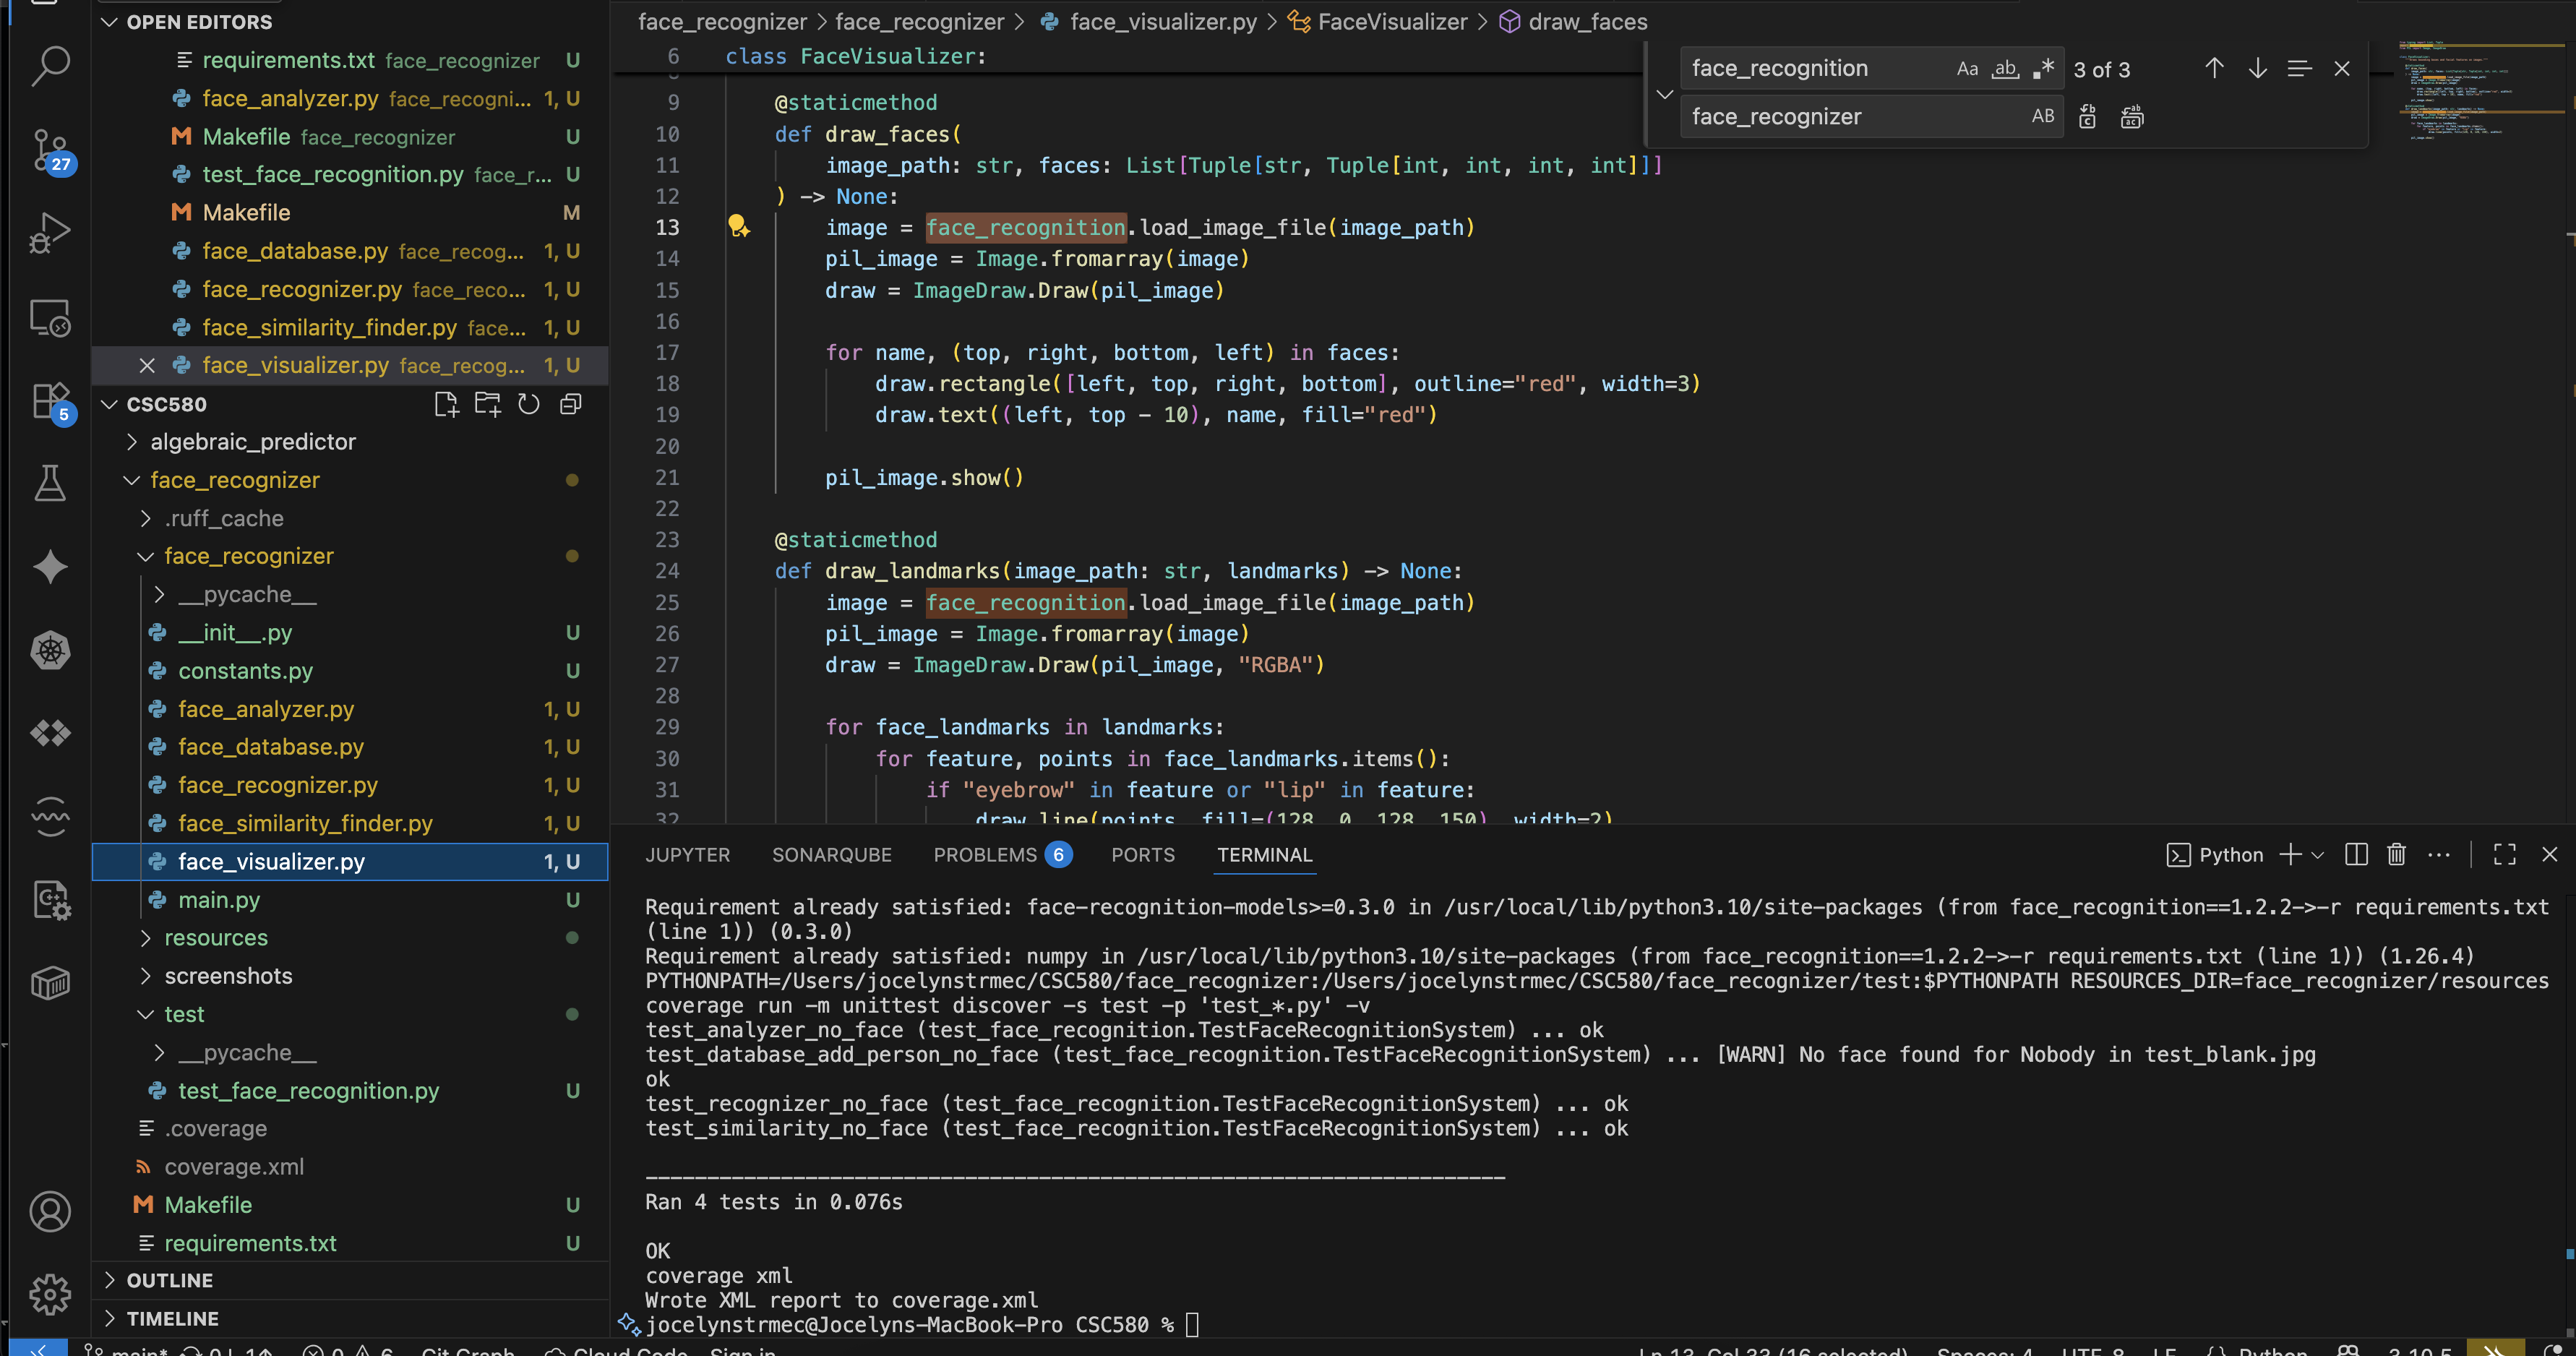 OPEN EDITORS
requirements.txt face_recognizer U
face_analyzer.py face_recogni... 1, U
Makefile face_recognizer U
test_face_recognition.py face_r... U
Makefile M
face_database.py face_recog... 1, U
face_recognizer.py face_reco... 1, U
face_similarity_finder.py face... 1, U
face_visualizer.py face_recog... 1, U
CSC580
algebraic_predictor
face_recognizer
.ruff_cache
face_recognizer
__pycache__
__init__.py U
constants.py U
face_analyzer.py 1, U
face_database.py 1, U
face_recognizer.py 1, U
face_similarity_finder.py 1, U
face_visualizer.py 1, U
main.py U
resources
screenshots
test
__pycache__
test_face_recognition.py U
.coverage
coverage.xml
Makefile U
requirements.txt U
OUTLINE
TIMELINE
27
5
face_recognizer > face_recognizer > face_visualizer.py > FaceVisualizer > draw_faces
face_recognition Aa ab .* 3 of 3
face_recognizer AB
6 class FaceVisualizer:
9 @staticmethod
10 def draw_faces(
11 image_path: str, faces: List[Tuple[str, Tuple[int, int, int, int]]]
12 ) -> None:
13 image = face_recognition.load_image_file(image_path)
14 pil_image = Image.fromarray(image)
15 draw = ImageDraw.Draw(pil_image)
16
17 for name, (top, right, bottom, left) in faces:
18 draw.rectangle([left, top, right, bottom], outline="red", width=3)
19 draw.text((left, top - 10), name, fill="red")
20
21 pil_image.show()
22
23 @staticmethod
24 def draw_landmarks(image_path: str, landmarks) -> None:
25 image = face_recognition.load_image_file(image_path)
26 pil_image = Image.fromarray(image)
27 draw = ImageDraw.Draw(pil_image, "RGBA")
28
29 for face_landmarks in landmarks:
30 for feature, points in face_landmarks.items():
31 if "eyebrow" in feature or "lip" in feature:
32 draw.line(points, fill=(128, 0, 128, 150), width=2)
JUPYTER SONARQUBE PROBLEMS 6 PORTS TERMINAL Python
Requirement already satisfied: face-recognition-models>=0.3.0 in /usr/local/lib/python3.10/site-packages (from face_recognition==1.2.2->-r requirements.txt
(line 1)) (0.3.0)
Requirement already satisfied: numpy in /usr/local/lib/python3.10/site-packages (from face_recognition==1.2.2->-r requirements.txt (line 1)) (1.26.4)
PYTHONPATH=/Users/jocelynstrmec/CSC580/face_recognizer:/Users/jocelynstrmec/CSC580/face_recognizer/test:$PYTHONPATH RESOURCES_DIR=face_recognizer/resources
coverage run -m unittest discover -s test -p 'test_*.py' -v
test_analyzer_no_face (test_face_recognition.TestFaceRecognitionSystem) ... ok
test_database_add_person_no_face (test_face_recognition.TestFaceRecognitionSystem) ... [WARN] No face found for Nobody in test_blank.jpg
ok
test_recognizer_no_face (test_face_recognition.TestFaceRecognitionSystem) ... ok
test_similarity_no_face (test_face_recognition.TestFaceRecognitionSystem) ... ok
----------------------------------------------------------------------
Ran 4 tests in 0.076s
OK
coverage xml
Wrote XML report to coverage.xml
jocelynstrmec@Jocelyns-MacBook-Pro CSC580 %
main* 0↓ 1↑ 0 6 Git Graph Cloud Code - Sign in Ln 13, Col 33 (16 selected) Spaces: 4 UTF-8 LF Python 3.10.5